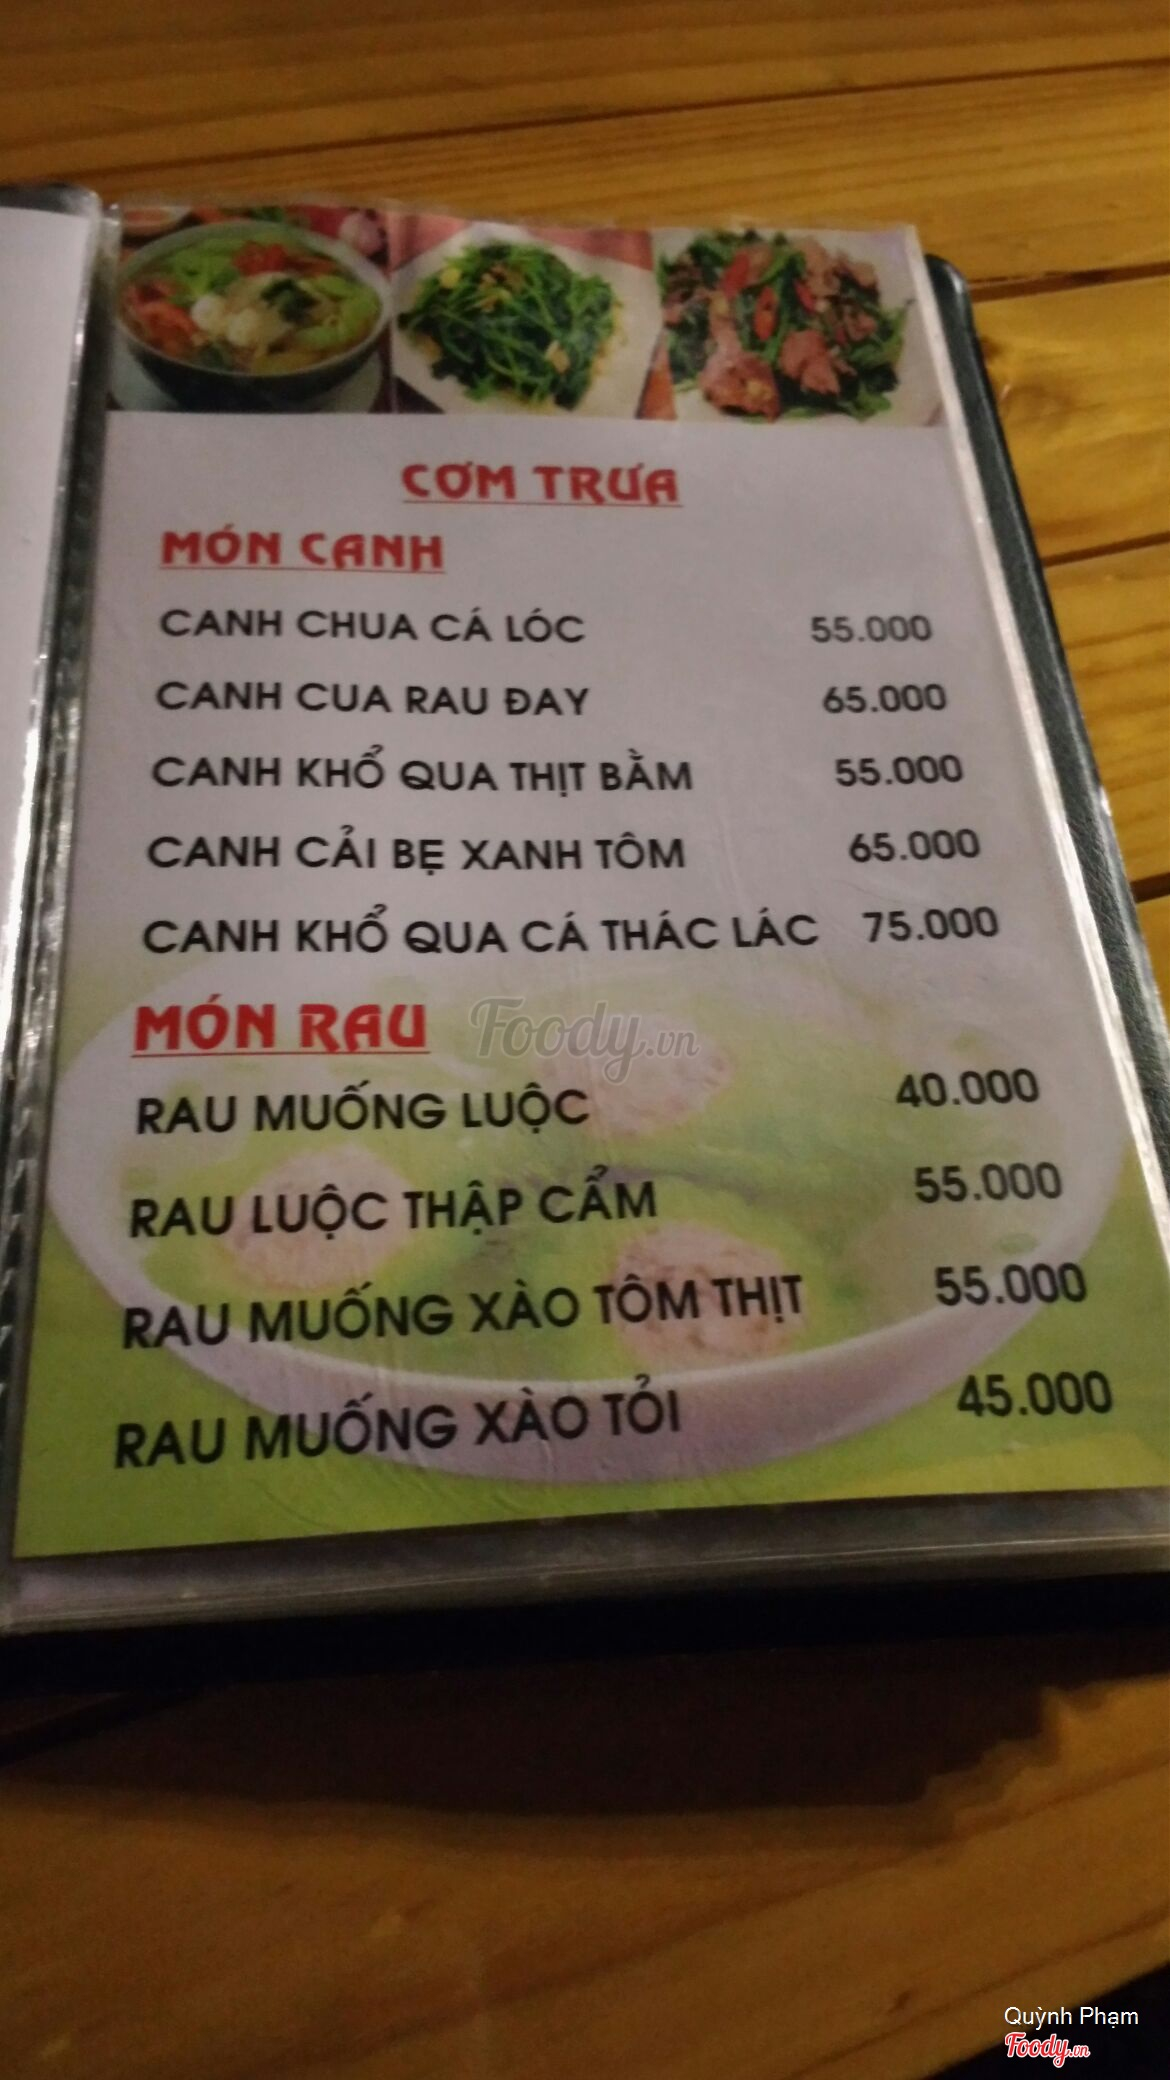 CƠM TRƯA
MÓN CANH
CANH CHUA CÁ LÓC 55.000
CANH CUA RAU ĐAY 65.000
CANH KHỔ QUA THỊT BẰM 55.000
CANH CẢI BẸ XANH TÔM 65.000
CANH KHỔ QUA CÁ THÁC LÁC 75.000
MÓN RAU
Foody.vn
RAU MUỐNG LUỘC 40.000
RAU LUỘC THẬP CẨM 55.000
RAU MUỐNG XÀO TÔM THỊT 55.000
RAU MUỐNG XÀO TỎI 45.000
Quỳnh Phạm
Foody.vn